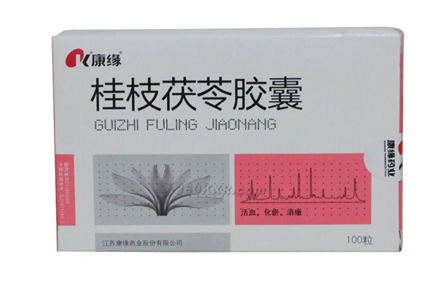 康缘
桂枝茯苓胶囊
GUIZHI FULING JIAONANG
康缘药业
活血，化瘀，消癥
江苏康缘药业股份有限公司
100粒